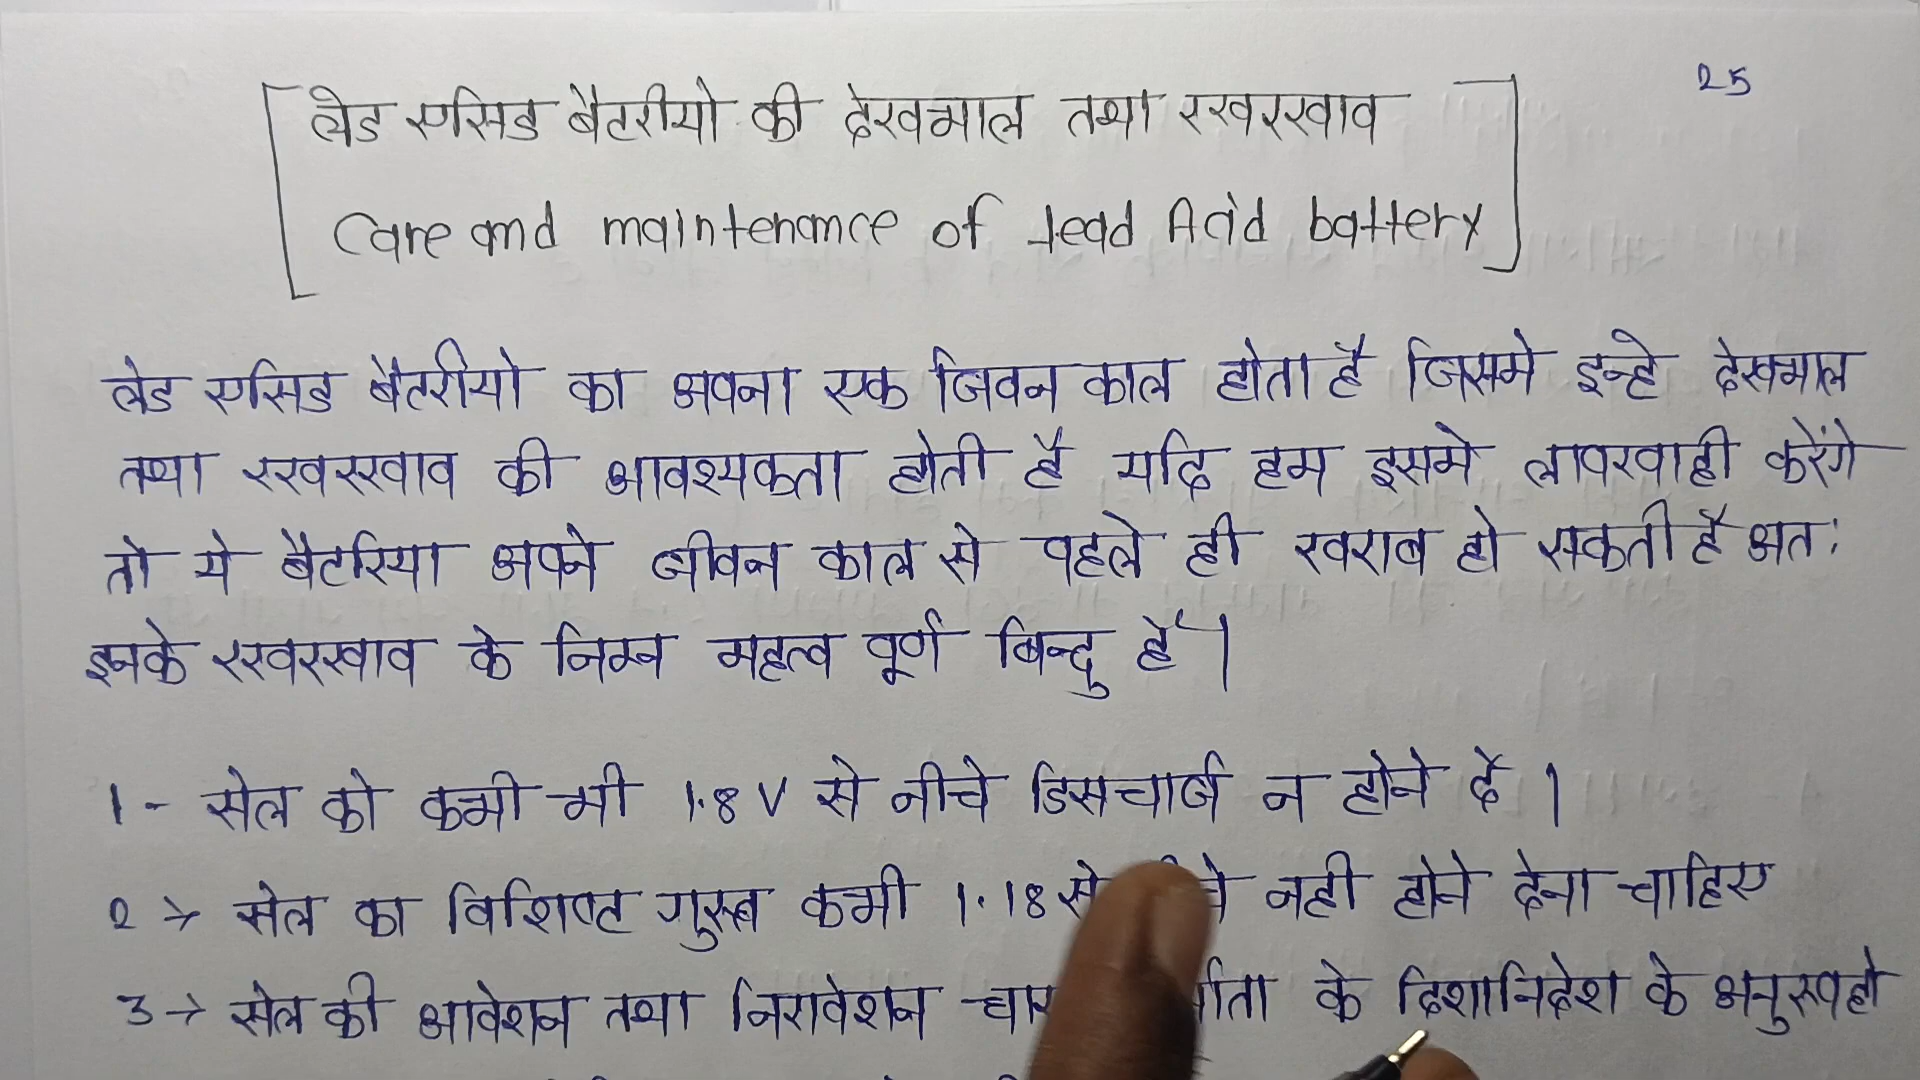 25
लेड एसिड बैटरीयो की देखभाल तथा रखरखाव
Care and maintenance of lead Acid battery
लेड एसिड बैटरीयो का अपना एक जिवन काल होता है जिसमे इन्हे देखभाल
तथा रखरखाव की आवश्यकता होती है यदि हम इसमे लापरवाही करेंगे
तो ये बैटरिया अपने जीवन काल से पहले ही खराब हो सकती है अत:
इनके रखरखाव के निम्न महत्व पूर्ण बिन्दु हैं।
1- सेल को कभी भी 1.8 V से नीचे डिसचार्ज न होने दें ।
2 → सेल का विशिष्ट गुरुत्व कभी 1.18 से नहीं होने देना चाहिए
3 → सेल की आवेशन तथा निरावेशन के दिशानिदेश के अनुरूप हो